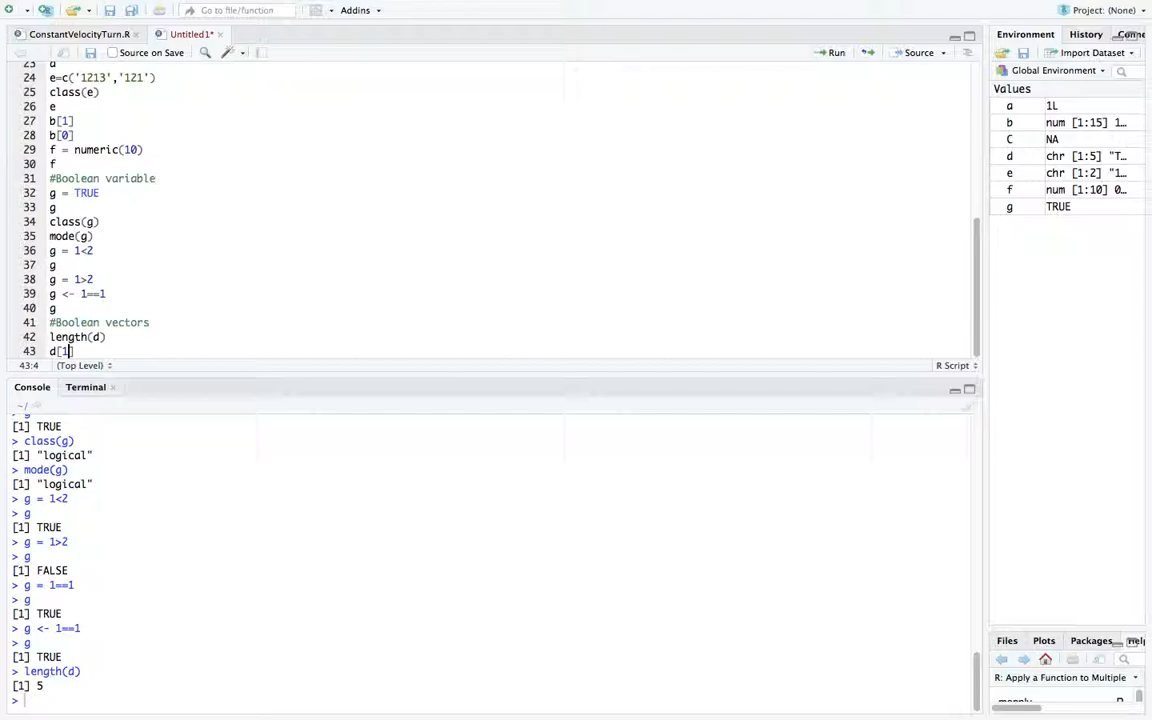 Go to file/function
Addins
Project: (None)
ConstantVelocityTurn.R
Untitled1*
Source on Save
Run
Source
24 e=c('1213','121')
25 class(e)
26 e
27 b[1]
28 b[0]
29 f = numeric(10)
30 f
31 #Boolean variable
32 g = TRUE
33 g
34 class(g)
35 mode(g)
36 g = 1<2
37 g
38 g = 1>2
39 g <- 1==1
40 g
41 #Boolean vectors
42 length(d)
43 d[1]
43:4 (Top Level)
R Script
Console Terminal
~/
[1] TRUE
> class(g)
[1] "logical"
> mode(g)
[1] "logical"
> g = 1<2
> g
[1] TRUE
> g = 1>2
> g
[1] FALSE
> g = 1==1
> g
[1] TRUE
> g <- 1==1
> g
[1] TRUE
> length(d)
[1] 5
>
Environment History
Import Dataset
Global Environment
Values
a 1L
b num [1:15] 1…
C NA
d chr [1:5] "T…
e chr [1:2] "1…
f num [1:10] 0…
g TRUE
Files Plots Packages
R: Apply a Function to Multiple